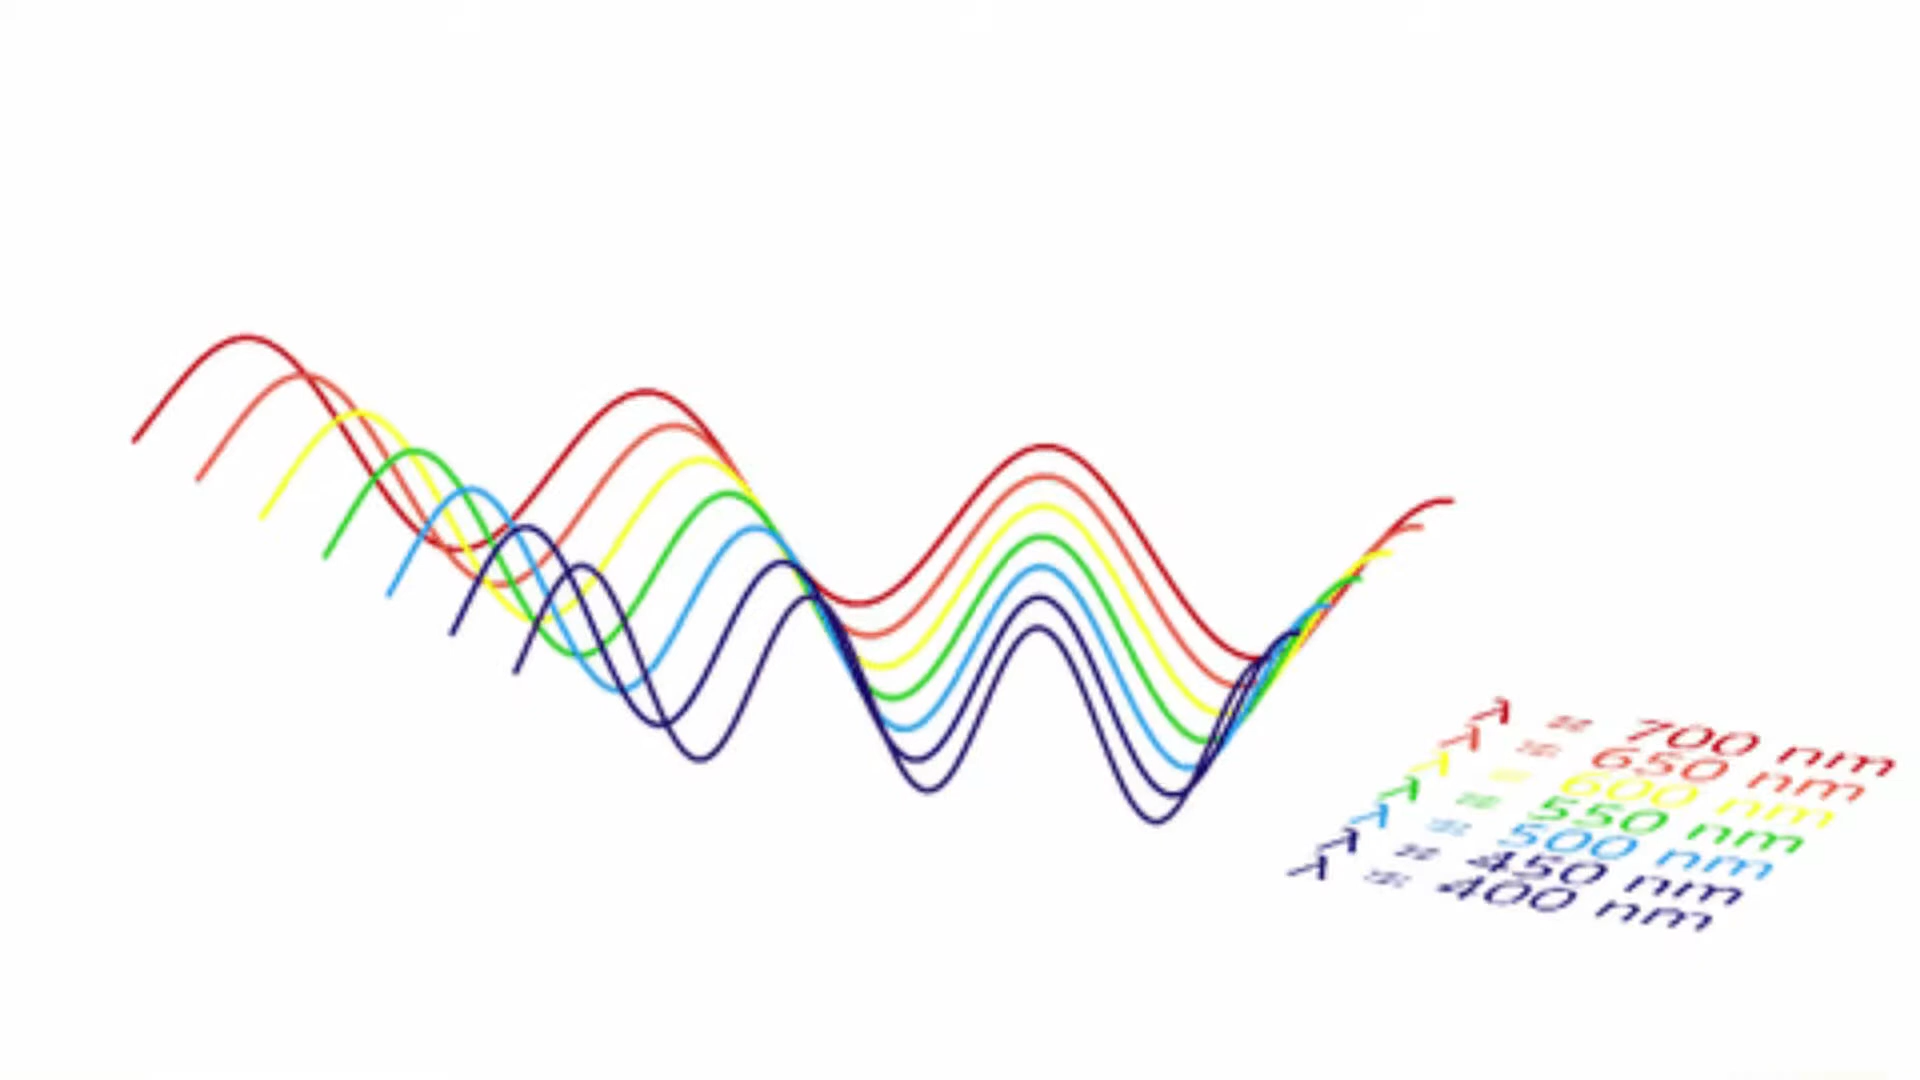 λ = 700 nm
λ = 650 nm
λ = 600 nm
λ = 550 nm
λ = 500 nm
λ = 450 nm
λ = 400 nm